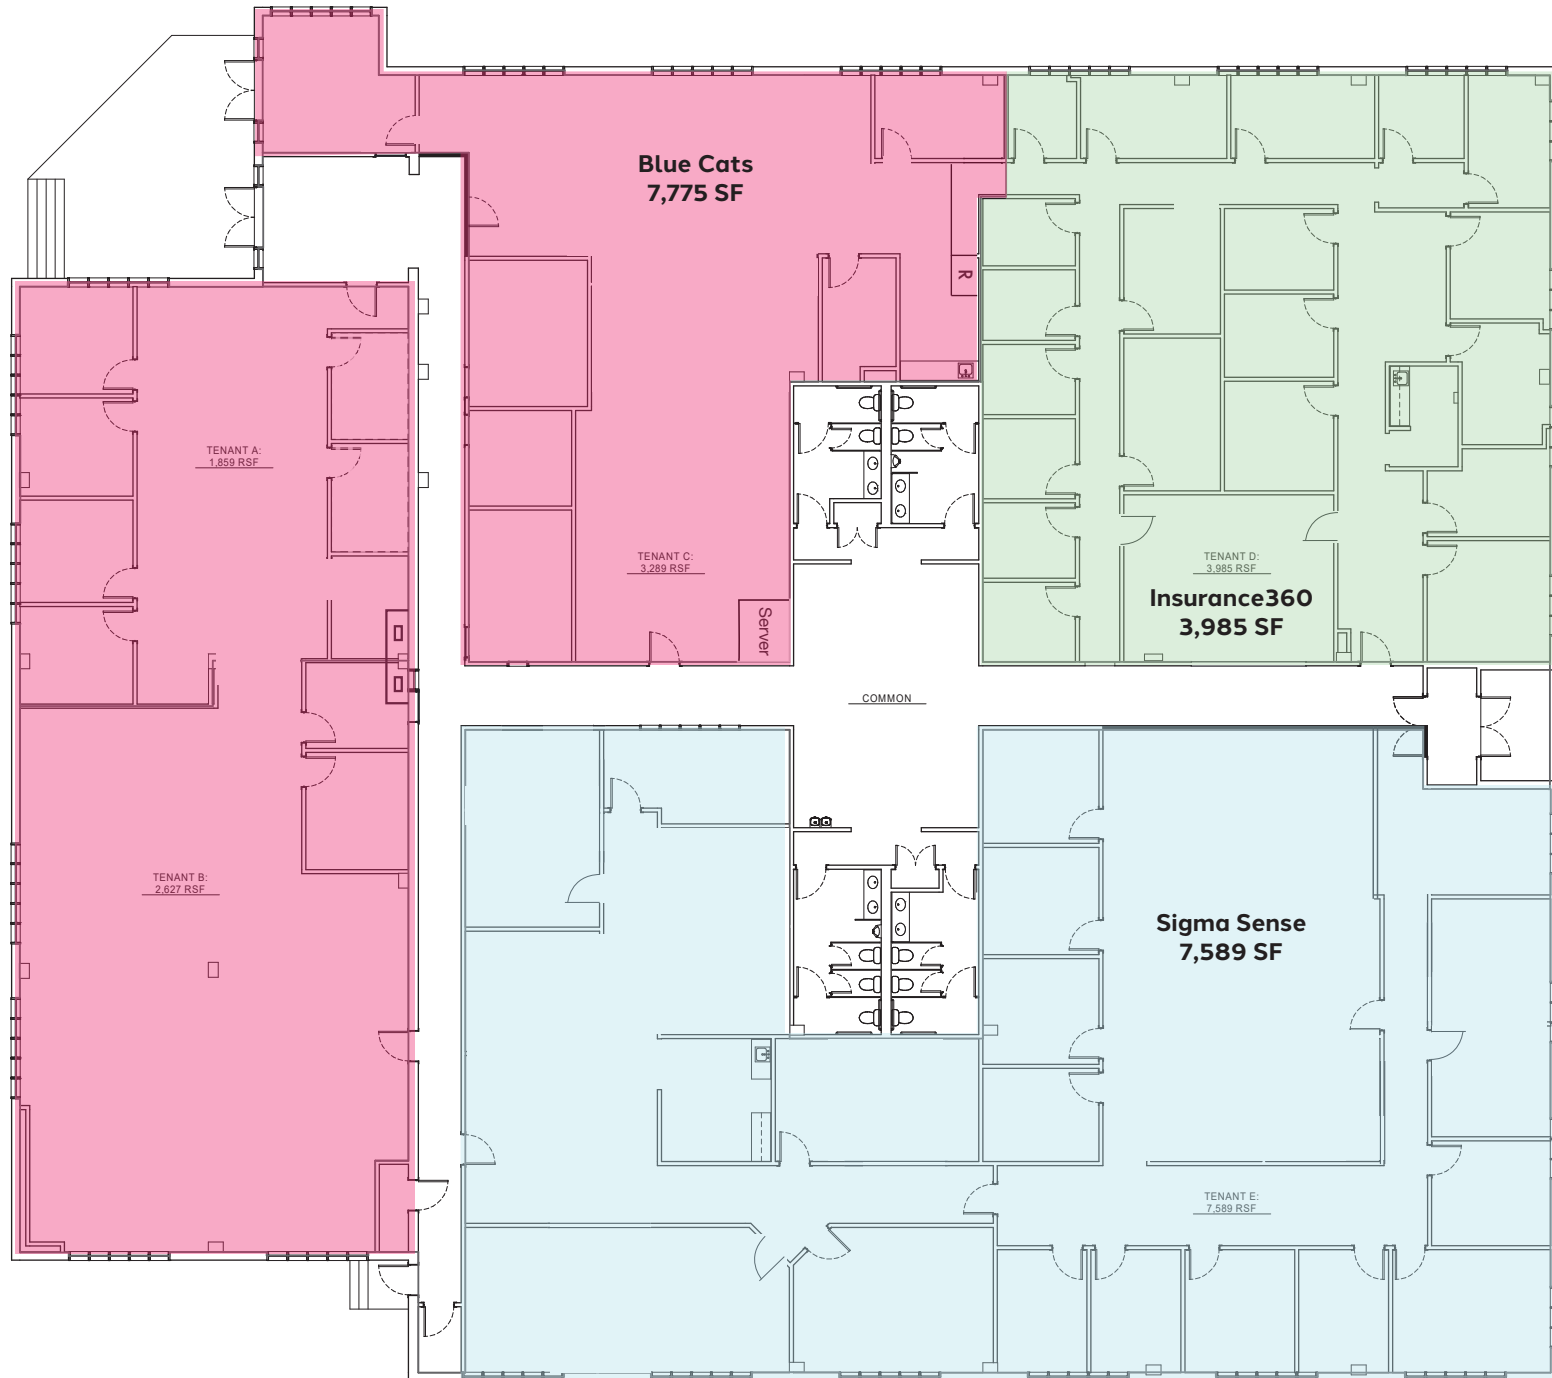 Blue Cats
7,775 SF
R
TENANT A:
1,859 RSF
TENANT C:
3,289 RSF
Server
TENANT D:
3,985 RSF
Insurance360
3,985 SF
COMMON
TENANT B:
2,627 RSF
Sigma Sense
7,589 SF
TENANT E:
7,589 RSF